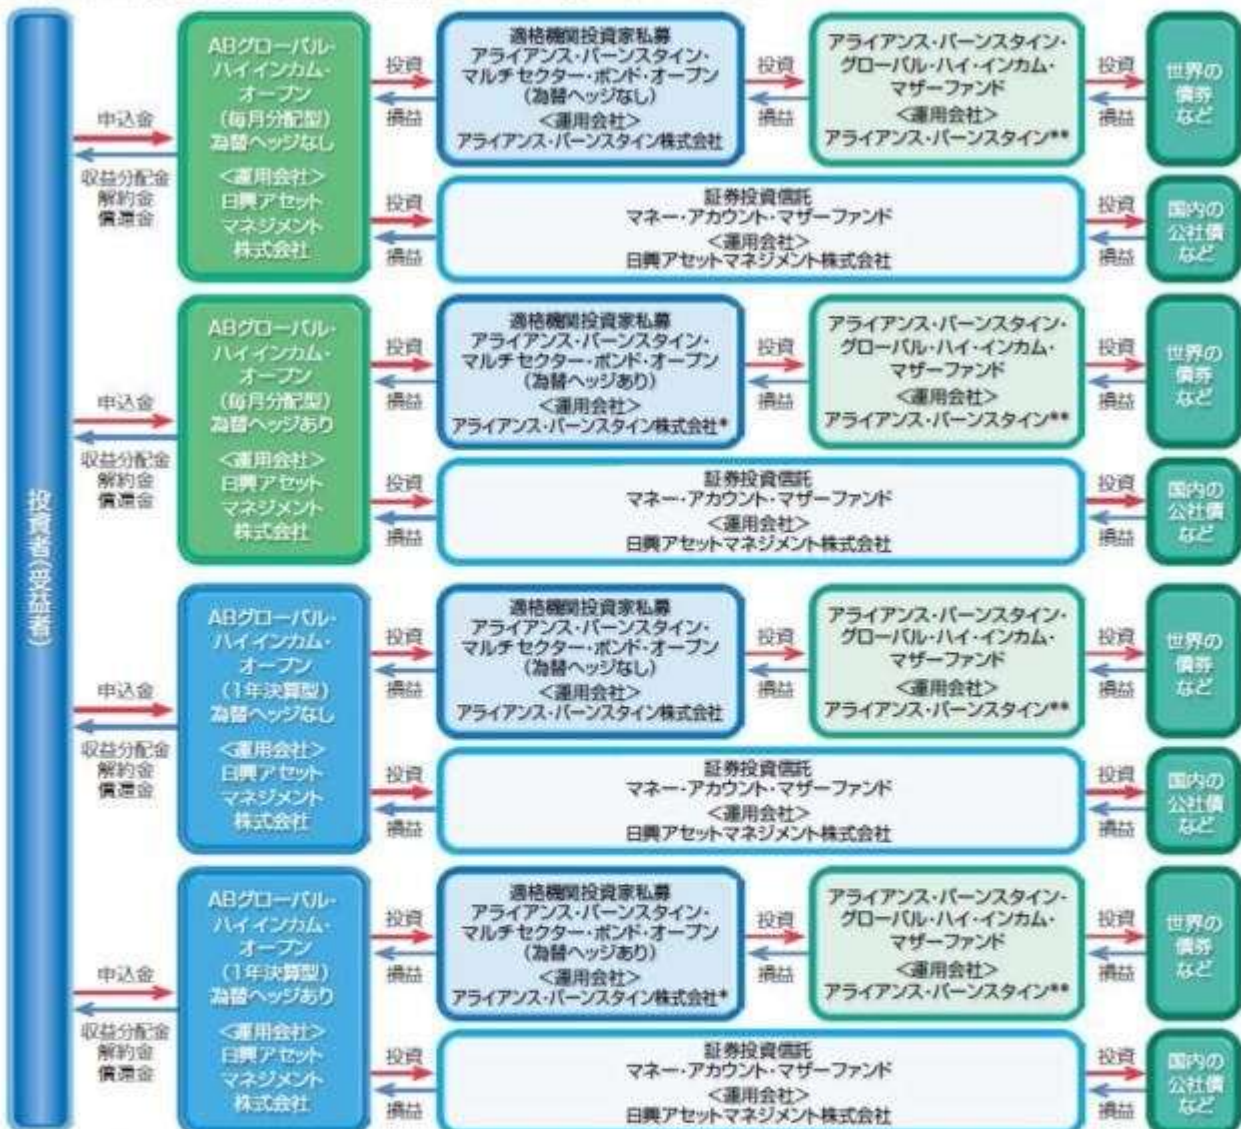 投資者(受益者)
申込金
収益分配金
解約金
償還金
ABグローバル・
ハイインカム・
オープン
(毎月分配型)
為替ヘッジなし
<運用会社>
日興アセット
マネジメント
株式会社
投資
損益
適格機関投資家私募
アライアンス・バーンスタイン・
マルチセクター・ボンド・オープン
(為替ヘッジなし)
<運用会社>
アライアンス・バーンスタイン株式会社
投資
損益
アライアンス・バーンスタイン・
グローバル・ハイ・インカム・
マザーファンド
<運用会社>
アライアンス・バーンスタイン**
投資
損益
世界の
債券
など
投資
損益
証券投資信託
マネー・アカウント・マザーファンド
<運用会社>
日興アセットマネジメント株式会社
投資
損益
国内の
公社債
など
申込金
収益分配金
解約金
償還金
ABグローバル・
ハイインカム・
オープン
(毎月分配型)
為替ヘッジあり
<運用会社>
日興アセット
マネジメント
株式会社
投資
損益
適格機関投資家私募
アライアンス・バーンスタイン・
マルチセクター・ボンド・オープン
(為替ヘッジあり)
<運用会社>
アライアンス・バーンスタイン株式会社*
投資
損益
アライアンス・バーンスタイン・
グローバル・ハイ・インカム・
マザーファンド
<運用会社>
アライアンス・バーンスタイン**
投資
損益
世界の
債券
など
投資
損益
証券投資信託
マネー・アカウント・マザーファンド
<運用会社>
日興アセットマネジメント株式会社
投資
損益
国内の
公社債
など
申込金
収益分配金
解約金
償還金
ABグローバル・
ハイインカム・
オープン
(1年決算型)
為替ヘッジなし
<運用会社>
日興アセット
マネジメント
株式会社
投資
損益
適格機関投資家私募
アライアンス・バーンスタイン・
マルチセクター・ボンド・オープン
(為替ヘッジなし)
<運用会社>
アライアンス・バーンスタイン株式会社
投資
損益
アライアンス・バーンスタイン・
グローバル・ハイ・インカム・
マザーファンド
<運用会社>
アライアンス・バーンスタイン**
投資
損益
世界の
債券
など
投資
損益
証券投資信託
マネー・アカウント・マザーファンド
<運用会社>
日興アセットマネジメント株式会社
投資
損益
国内の
公社債
など
申込金
収益分配金
解約金
償還金
ABグローバル・
ハイインカム・
オープン
(1年決算型)
為替ヘッジあり
<運用会社>
日興アセット
マネジメント
株式会社
投資
損益
適格機関投資家私募
アライアンス・バーンスタイン・
マルチセクター・ボンド・オープン
(為替ヘッジあり)
<運用会社>
アライアンス・バーンスタイン株式会社*
投資
損益
アライアンス・バーンスタイン・
グローバル・ハイ・インカム・
マザーファンド
<運用会社>
アライアンス・バーンスタイン**
投資
損益
世界の
債券
など
投資
損益
証券投資信託
マネー・アカウント・マザーファンド
<運用会社>
日興アセットマネジメント株式会社
投資
損益
国内の
公社債
など